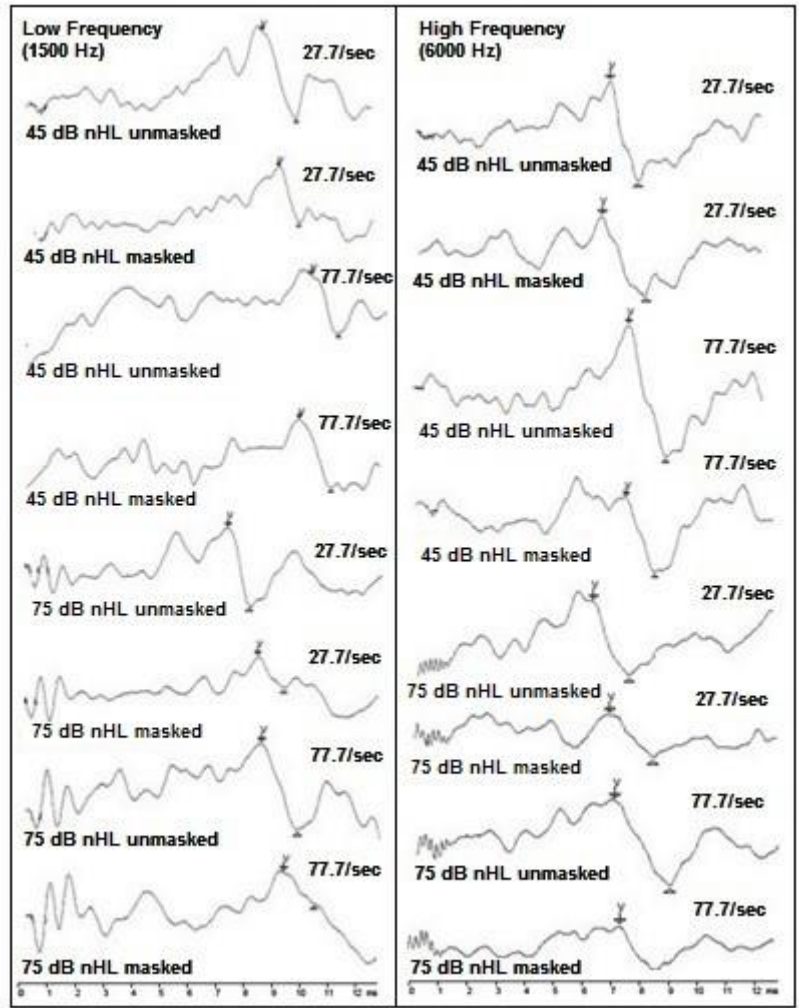 Low Frequency
(1500 Hz)
V
27.7/sec
45 dB nHL unmasked
V
27.7/sec
45 dB nHL masked
V
77.7/sec
45 dB nHL unmasked
V
77.7/sec
45 dB nHL masked
V
27.7/sec
75 dB nHL unmasked
V
27.7/sec
75 dB nHL masked
V
77.7/sec
75 dB nHL unmasked
V
77.7/sec
75 dB nHL masked
0 1 2 3 4 5 6 7 8 9 10 11 12 ms
High Frequency
(6000 Hz)
V
27.7/sec
45 dB nHL unmasked
V
27.7/sec
45 dB nHL masked
V
77.7/sec
45 dB nHL unmasked
V
77.7/sec
45 dB nHL masked
V
27.7/sec
75 dB nHL unmasked
V
27.7/sec
75 dB nHL masked
V
77.7/sec
75 dB nHL unmasked
V
77.7/sec
75 dB nHL masked
0 1 2 3 4 5 6 7 8 9 10 11 12 ms